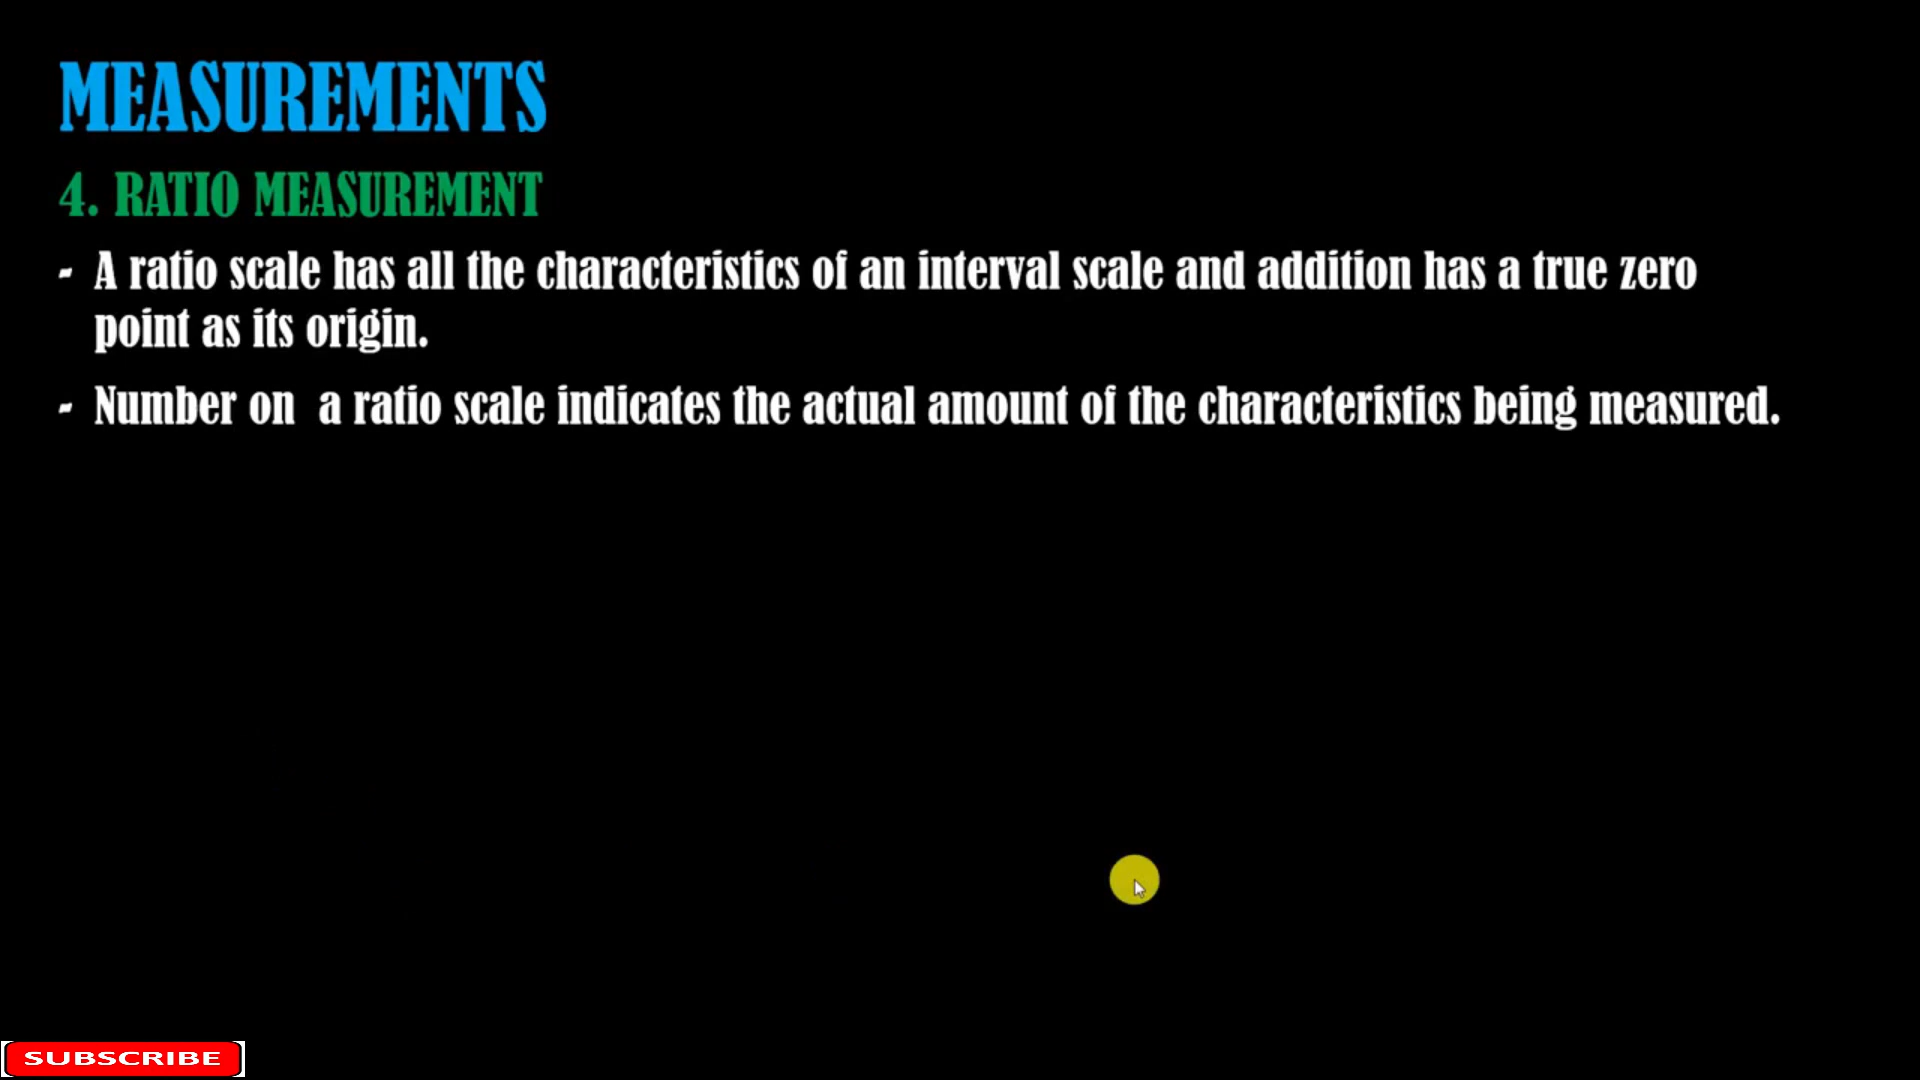 MEASUREMENTS
4. RATIO MEASUREMENT
- A ratio scale has all the characteristics of an interval scale and addition has a true zero
point as its origin.
- Number on a ratio scale indicates the actual amount of the characteristics being measured.
SUBSCRIBE